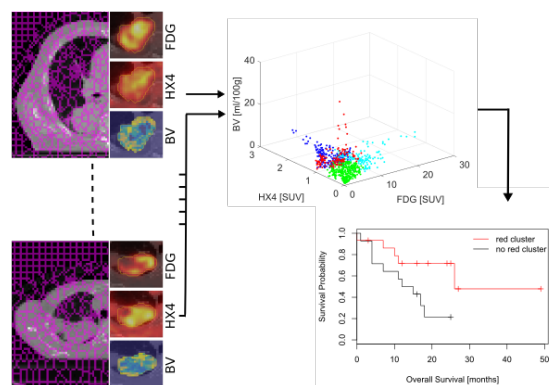 FDG
HX4
BV
FDG
HX4
BV
BV [ml/100g]
40
20
0
3
2
1
0
0
10
20
30
HX4 [SUV]
FDG [SUV]
Survival Probability
1.0
0.8
0.6
0.4
0.2
0.0
red cluster
no red cluster
0
10
20
30
40
50
Overall Survival [months]